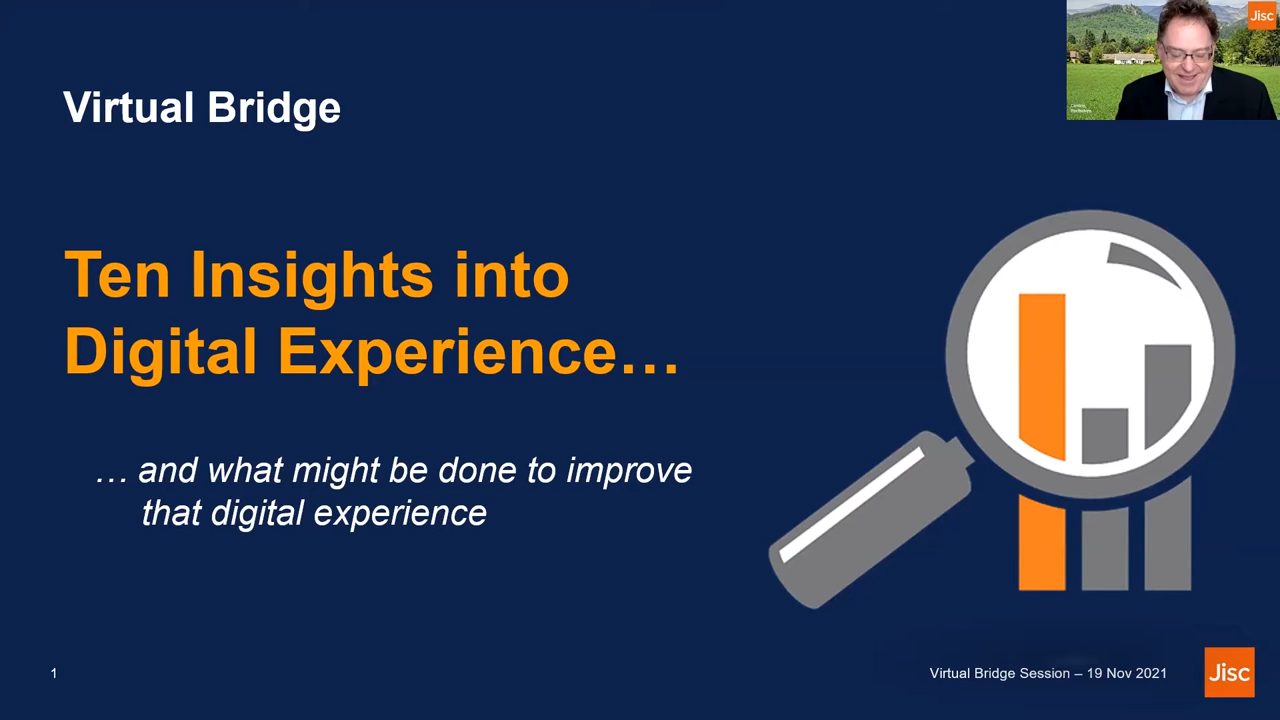 Jisc
Virtual Bridge
Ten Insights into
Digital Experience…
… and what might be done to improve
that digital experience
1
Virtual Bridge Session – 19 Nov 2021
Jisc